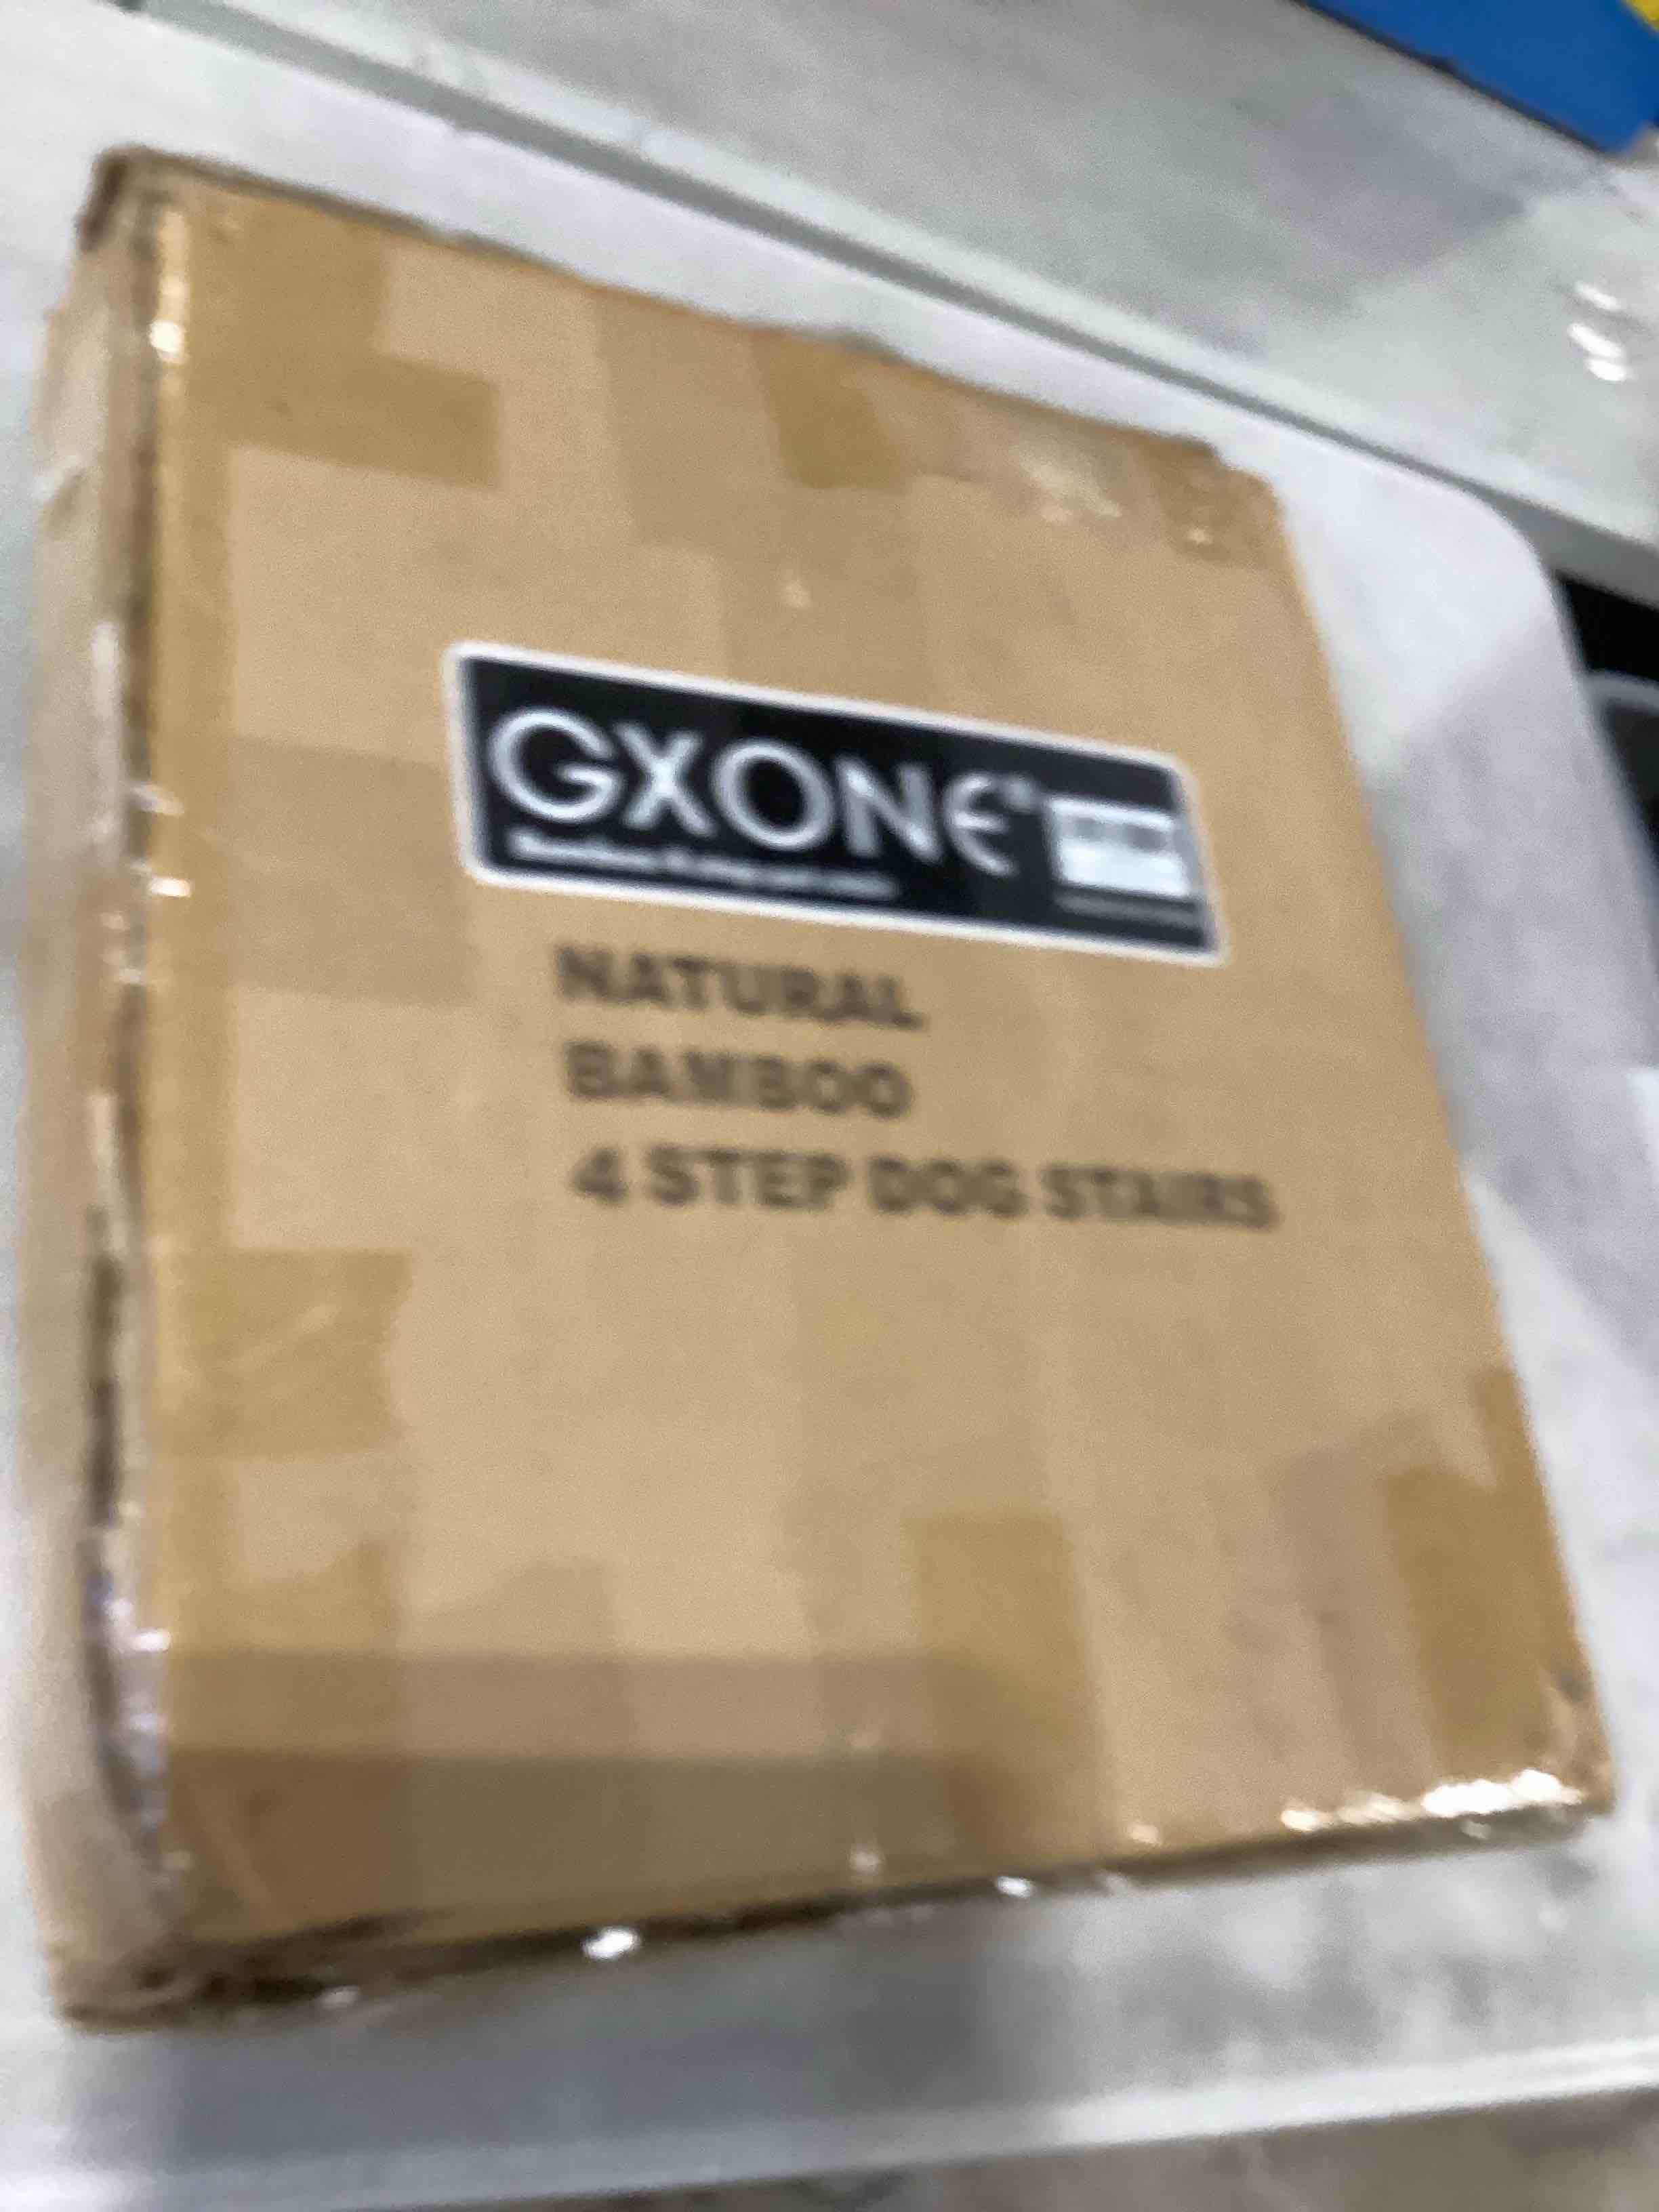 GXONE
NATURAL
BAMBOO
4 STEP DOG STAIRS